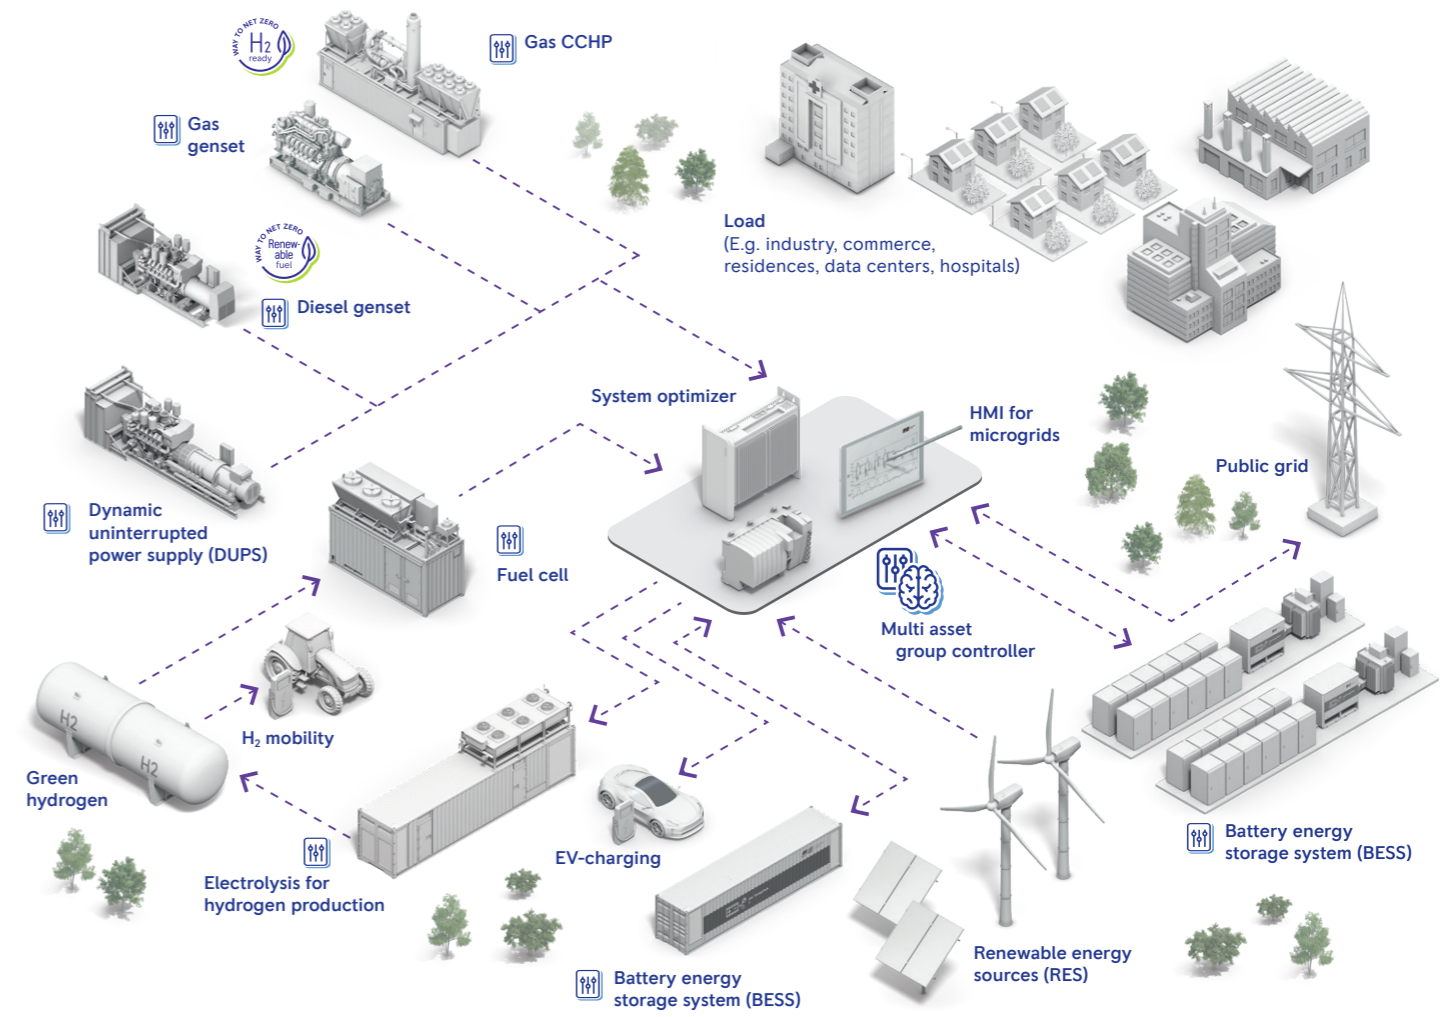 WAY TO NET ZERO
H2
ready
Gas CCHP
Gas
genset
Load
(E.g. industry, commerce,
residences, data centers, hospitals)
WAY TO NET ZERO
Renew-
able
fuel
Diesel genset
System optimizer
HMI for
microgrids
Public grid
Dynamic
uninterrupted
power supply (DUPS)
Fuel cell
Multi asset
group controller
H2
H2
H₂ mobility
Green
hydrogen
Electrolysis for
hydrogen production
EV-charging
Battery energy
storage system (BESS)
Renewable energy
sources (RES)
Battery energy
storage system (BESS)